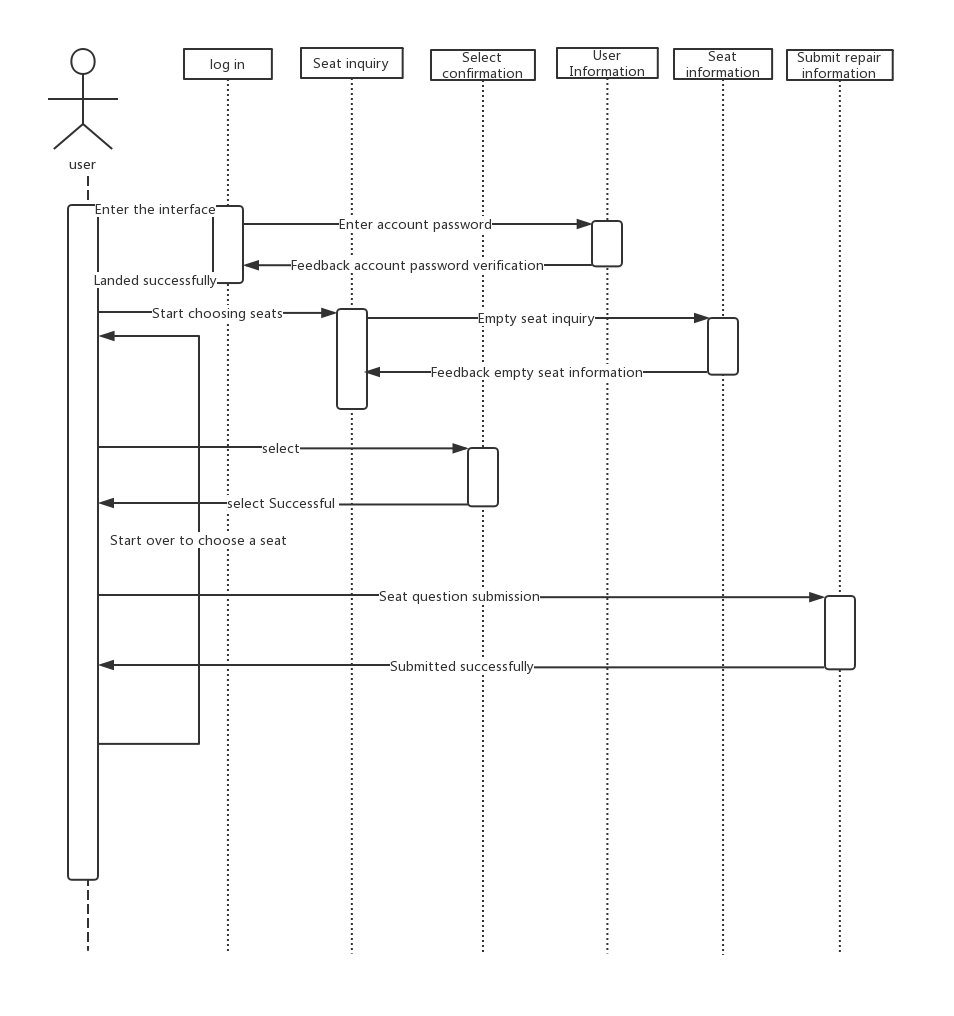 log in
Seat inquiry
Select
confirmation
User
Information
Seat
information
Submit repair
information
user
Enter the interface
Enter account password
Feedback account password verification
Landed successfully
Start choosing seats
Empty seat inquiry
Feedback empty seat information
select
select Successful
Start over to choose a seat
Seat question submission
Submitted successfully